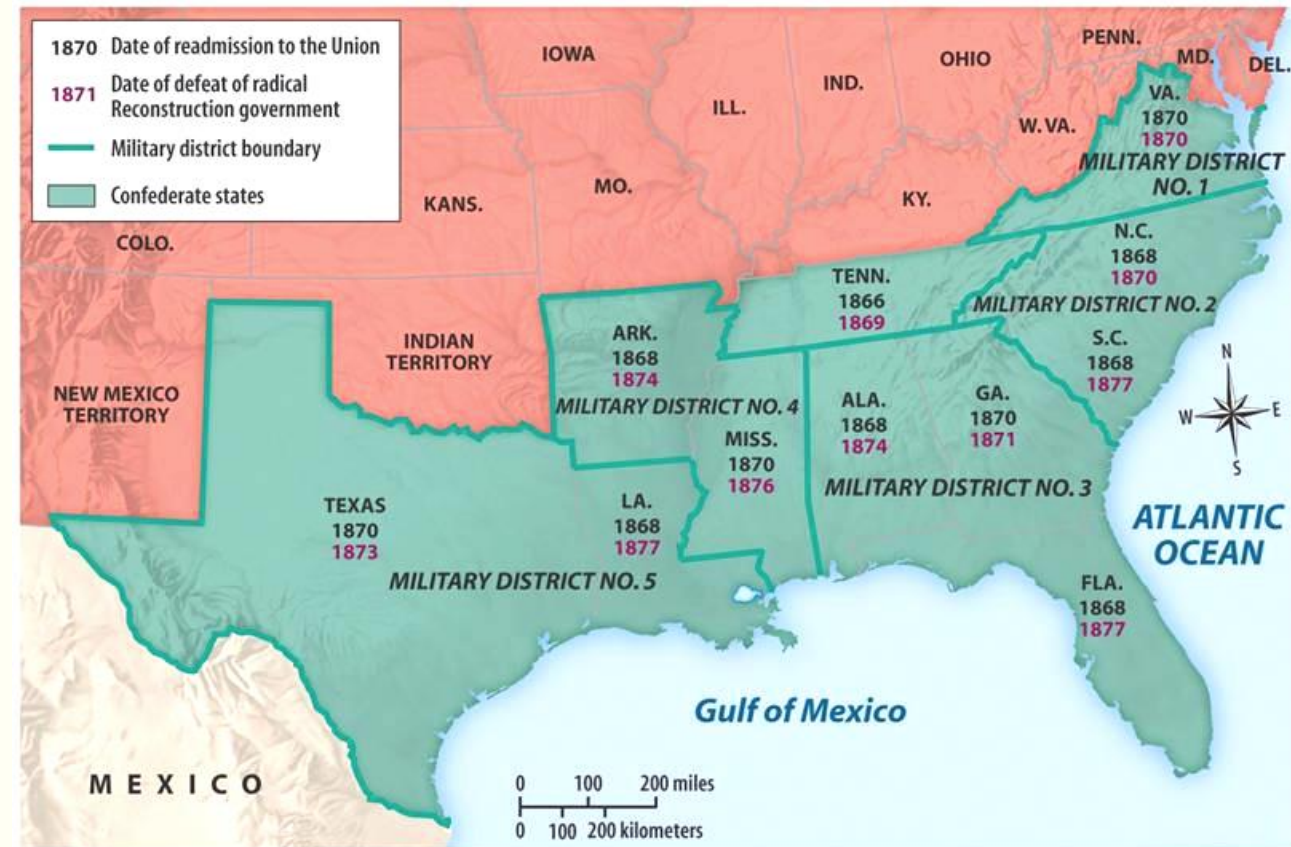 1870 Date of readmission to the Union
1871 Date of defeat of radical
Reconstruction government
Military district boundary
Confederate states
IOWA
ILL.
IND.
OHIO
PENN.
MD.
DEL.
W. VA.
VA.
1870
1870
MILITARY DISTRICT
NO. 1
COLO.
KANS.
MO.
KY.
N.C.
1868
1870
MILITARY DISTRICT NO. 2
S.C.
1868
1877
TENN.
1866
1869
INDIAN
TERRITORY
NEW MEXICO
TERRITORY
ARK.
1868
1874
MILITARY DISTRICT NO. 4
MISS.
1870
1876
ALA.
1868
1874
GA.
1870
1871
MILITARY DISTRICT NO. 3
TEXAS
1870
1873
LA.
1868
1877
MILITARY DISTRICT NO. 5
FLA.
1868
1877
N
W
E
S
ATLANTIC
OCEAN
Gulf of Mexico
MEXICO
0 100 200 miles
0 100 200 kilometers